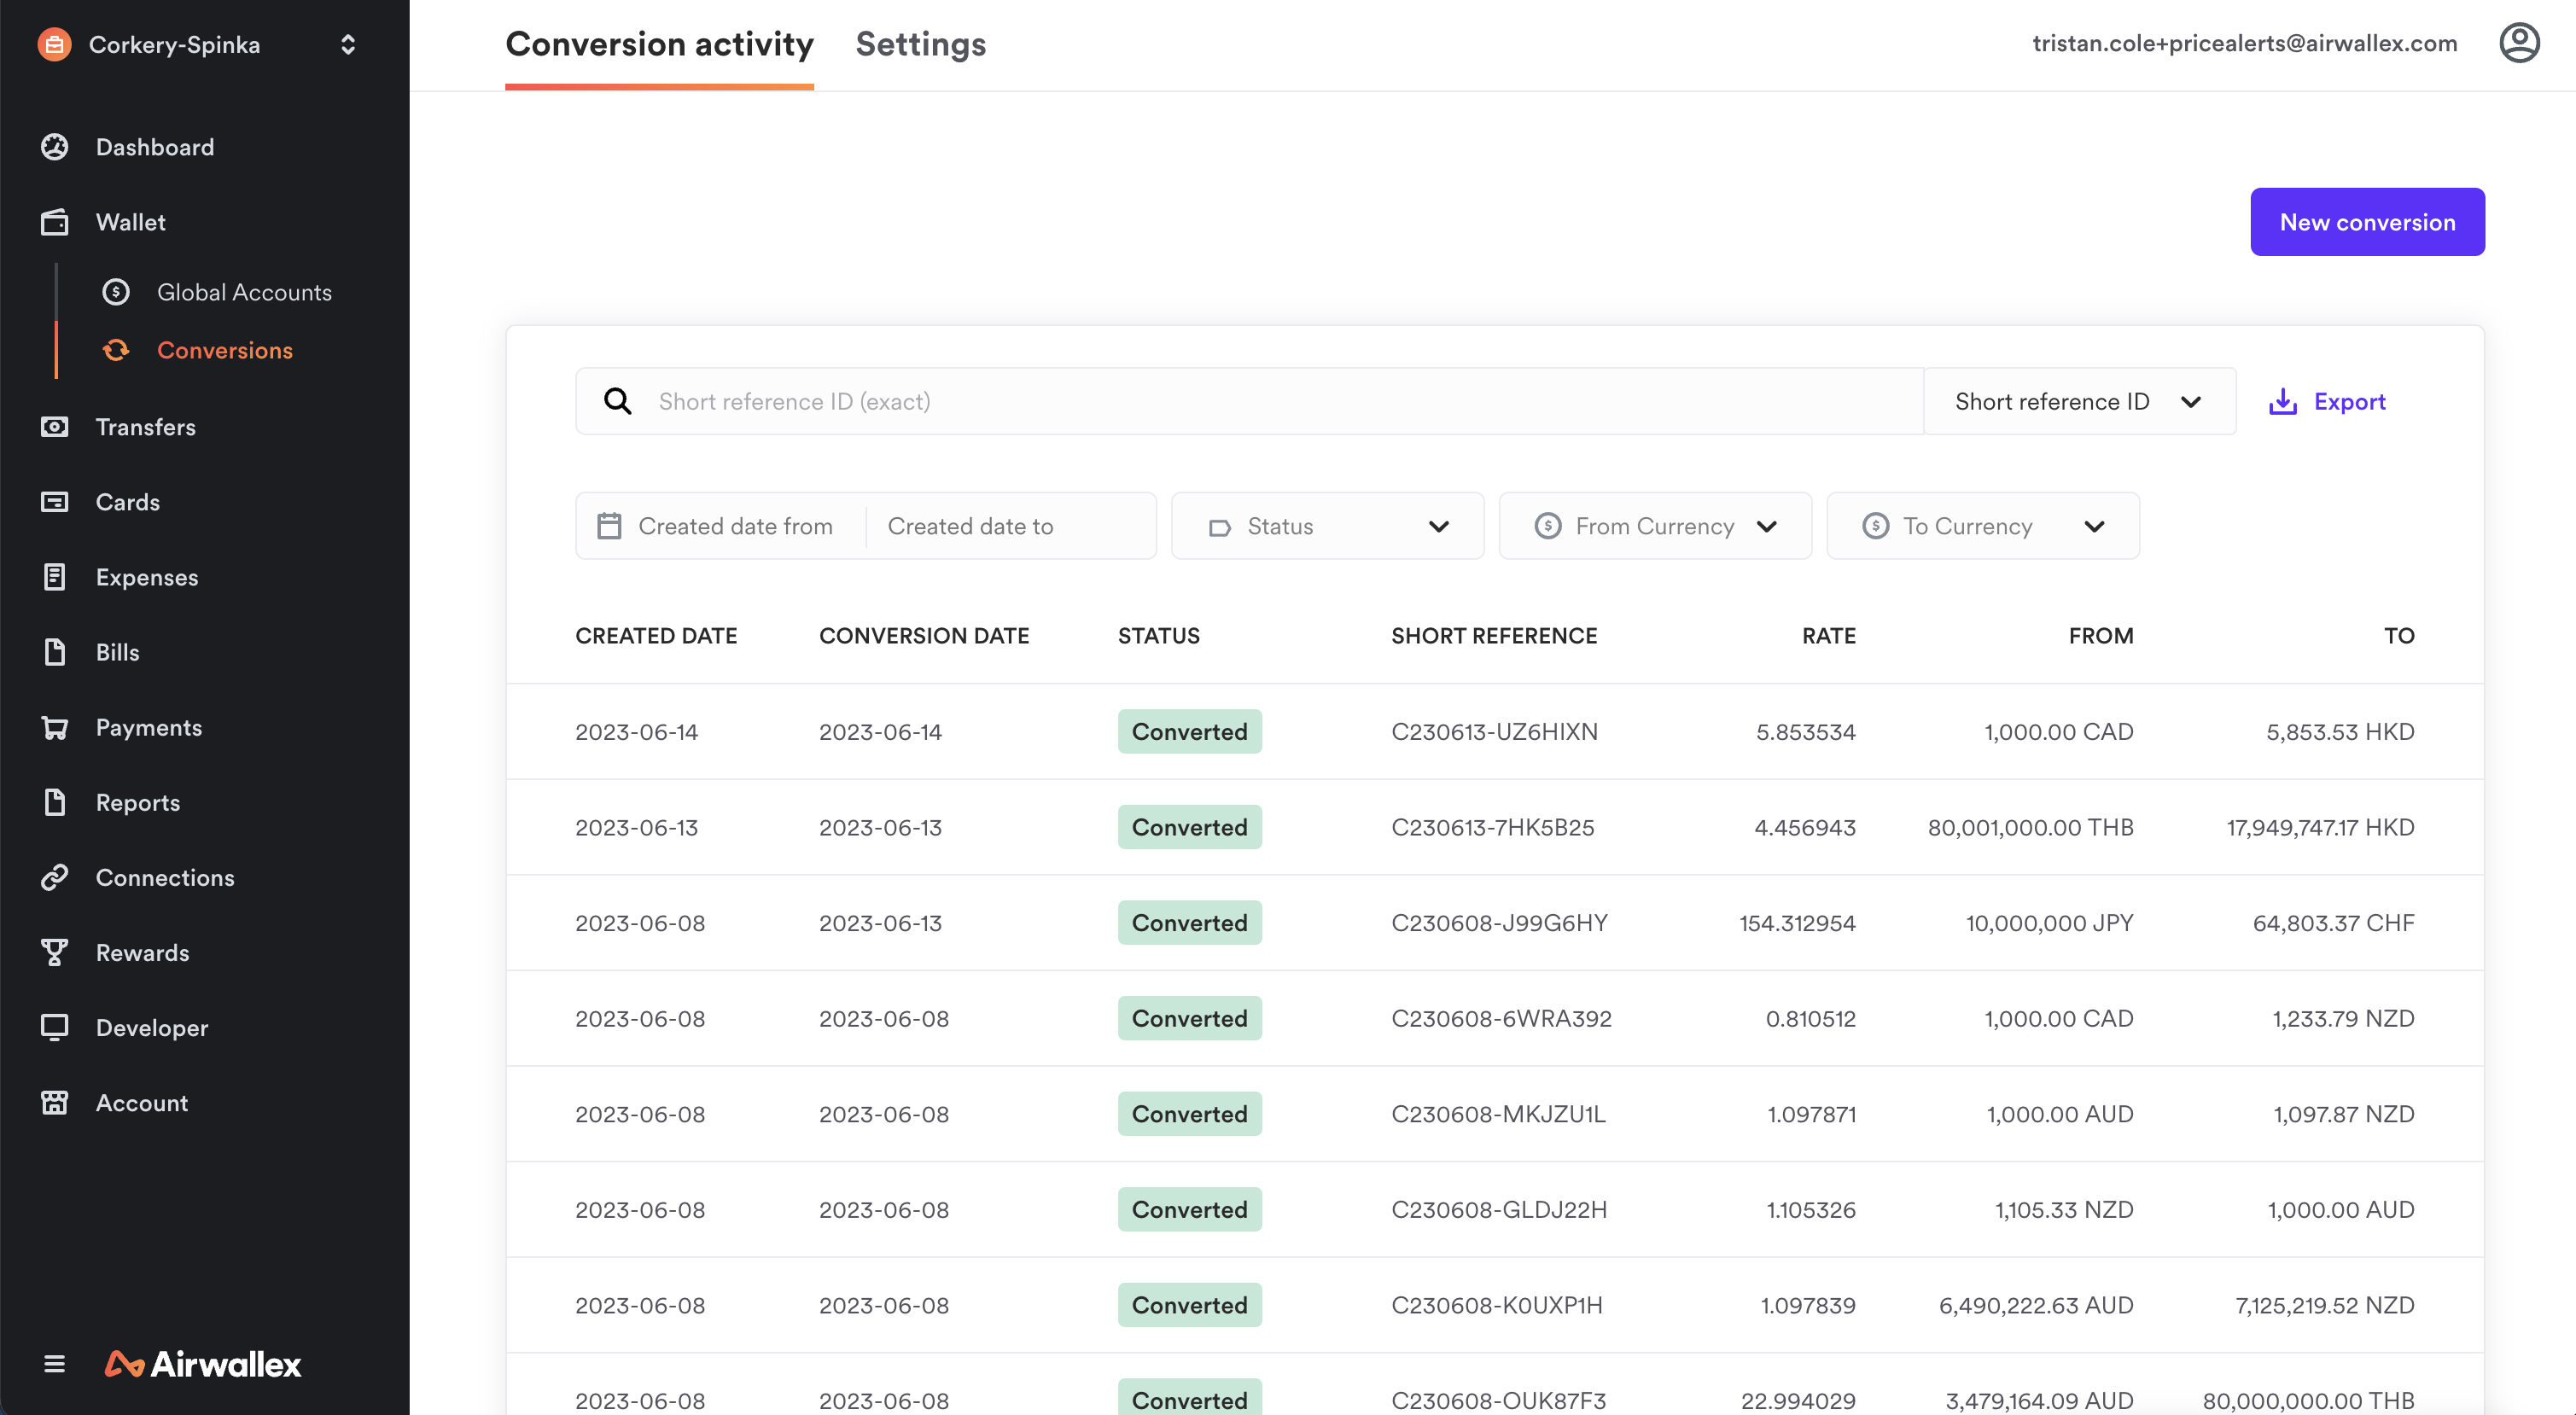 Corkery-Spinka
Dashboard
Wallet
Global Accounts
Conversions
Transfers
Cards
Expenses
Bills
Payments
Reports
Connections
Rewards
Developer
Account
Airwallex
Conversion activity Settings tristan.cole+pricealerts@airwallex.com
New conversion
Short reference ID (exact) Short reference ID Export
Created date from Created date to Status From Currency To Currency
CREATED DATE CONVERSION DATE STATUS SHORT REFERENCE RATE FROM TO
2023-06-14 2023-06-14 Converted C230613-UZ6HIXN 5.853534 1,000.00 CAD 5,853.53 HKD
2023-06-13 2023-06-13 Converted C230613-7HK5B25 4.456943 80,001,000.00 THB 17,949,747.17 HKD
2023-06-08 2023-06-13 Converted C230608-J99G6HY 154.312954 10,000,000 JPY 64,803.37 CHF
2023-06-08 2023-06-08 Converted C230608-6WRA392 0.810512 1,000.00 CAD 1,233.79 NZD
2023-06-08 2023-06-08 Converted C230608-MKJZU1L 1.097871 1,000.00 AUD 1,097.87 NZD
2023-06-08 2023-06-08 Converted C230608-GLDJ22H 1.105326 1,105.33 NZD 1,000.00 AUD
2023-06-08 2023-06-08 Converted C230608-K0UXP1H 1.097839 6,490,222.63 AUD 7,125,219.52 NZD
2023-06-08 2023-06-08 Converted C230608-OUK87F3 22.994029 3,479,164.09 AUD 80,000,000.00 THB